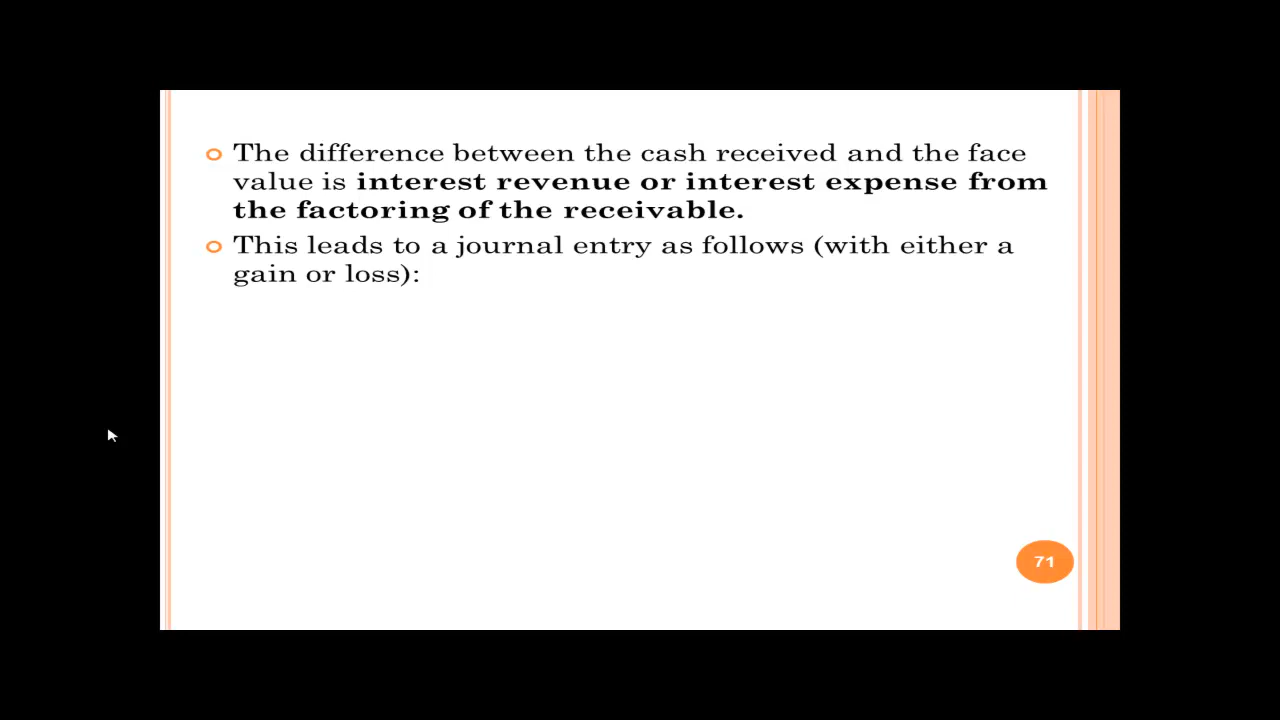 The difference between the cash received and the face
value is interest revenue or interest expense from
the factoring of the receivable.
This leads to a journal entry as follows (with either a
gain or loss):
71